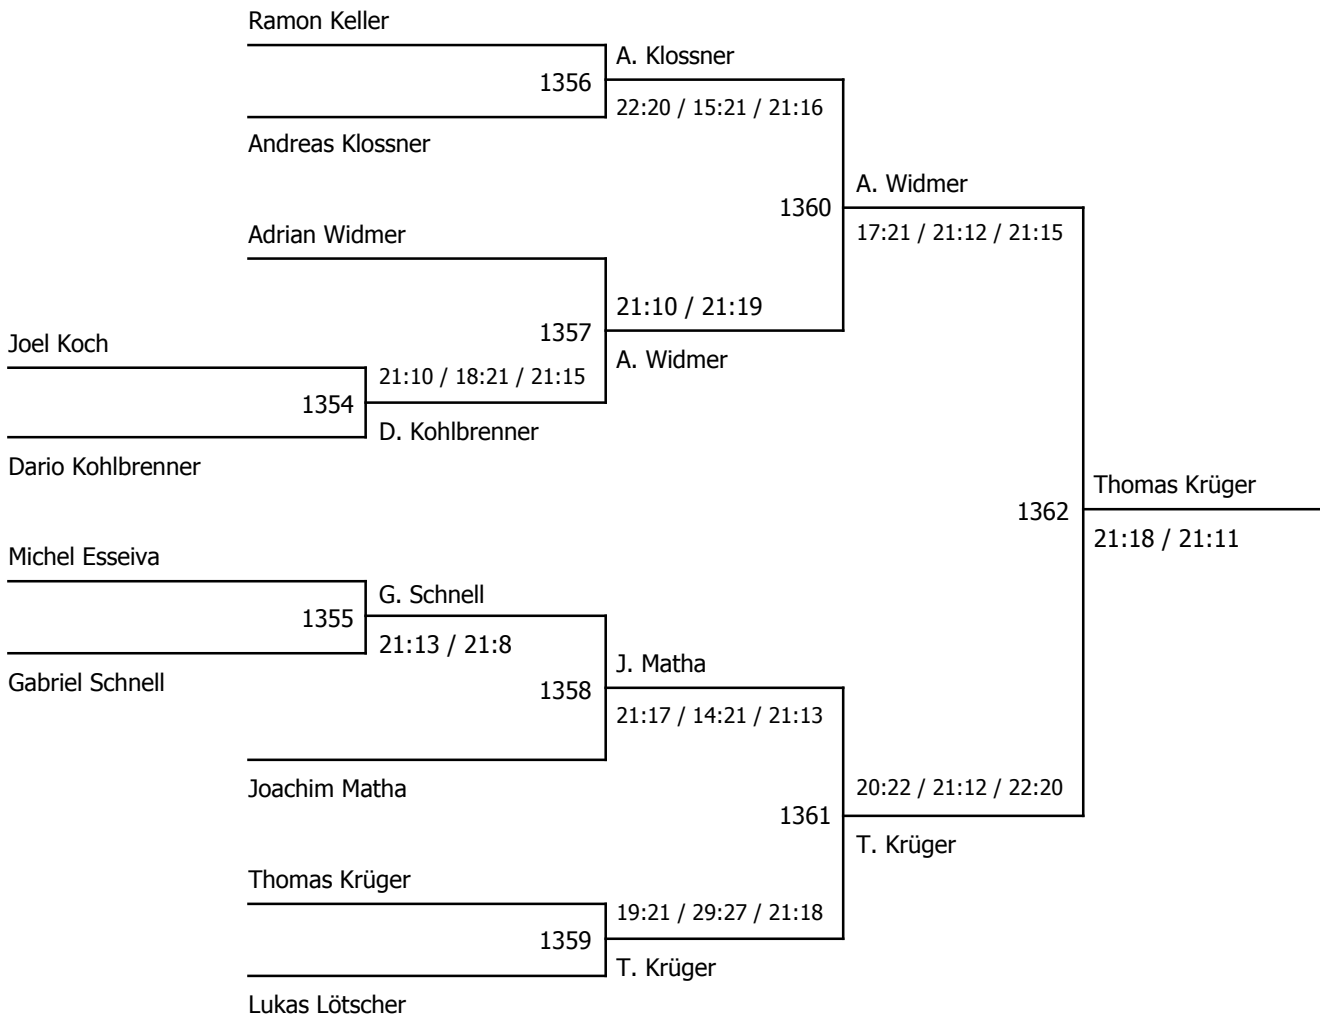 Ramon Keller
A. Klossner
1356
22:20 / 15:21 / 21:16
Andreas Klossner
A. Widmer
1360
17:21 / 21:12 / 21:15
Adrian Widmer
21:10 / 21:19
1357
A. Widmer
Joel Koch
21:10 / 18:21 / 21:15
1354
D. Kohlbrenner
Dario Kohlbrenner
Thomas Krüger
1362
21:18 / 21:11
Michel Esseiva
G. Schnell
1355
21:13 / 21:8
Gabriel Schnell
J. Matha
1358
21:17 / 14:21 / 21:13
Joachim Matha
20:22 / 21:12 / 22:20
1361
T. Krüger
Thomas Krüger
19:21 / 29:27 / 21:18
1359
T. Krüger
Lukas Lötscher